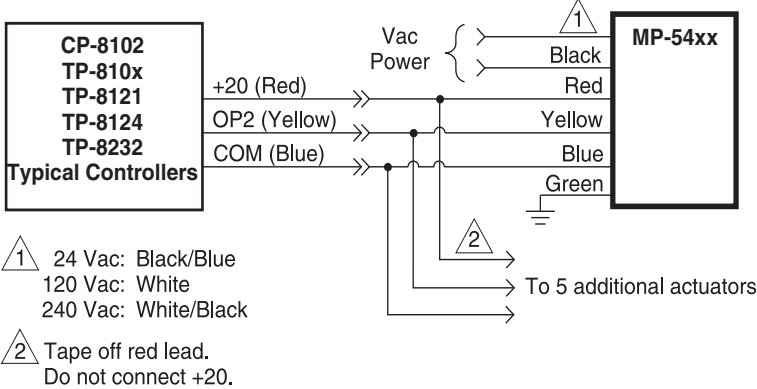 CP-8102
TP-810x
TP-8121
TP-8124
TP-8232
Typical Controllers
+20 (Red)
OP2 (Yellow)
COM (Blue)
Vac
Power
1
Black
Red
Yellow
Blue
Green
MP-54xx
2
To 5 additional actuators
1 24 Vac: Black/Blue
120 Vac: White
240 Vac: White/Black
2 Tape off red lead.
Do not connect +20.